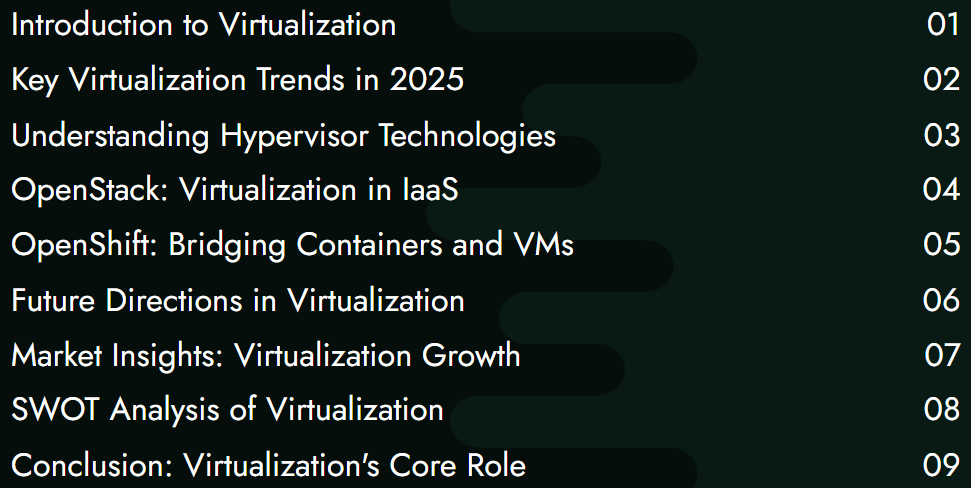 Introduction to Virtualization 01
Key Virtualization Trends in 2025 02
Understanding Hypervisor Technologies 03
OpenStack: Virtualization in IaaS 04
OpenShift: Bridging Containers and VMs 05
Future Directions in Virtualization 06
Market Insights: Virtualization Growth 07
SWOT Analysis of Virtualization 08
Conclusion: Virtualization's Core Role 09